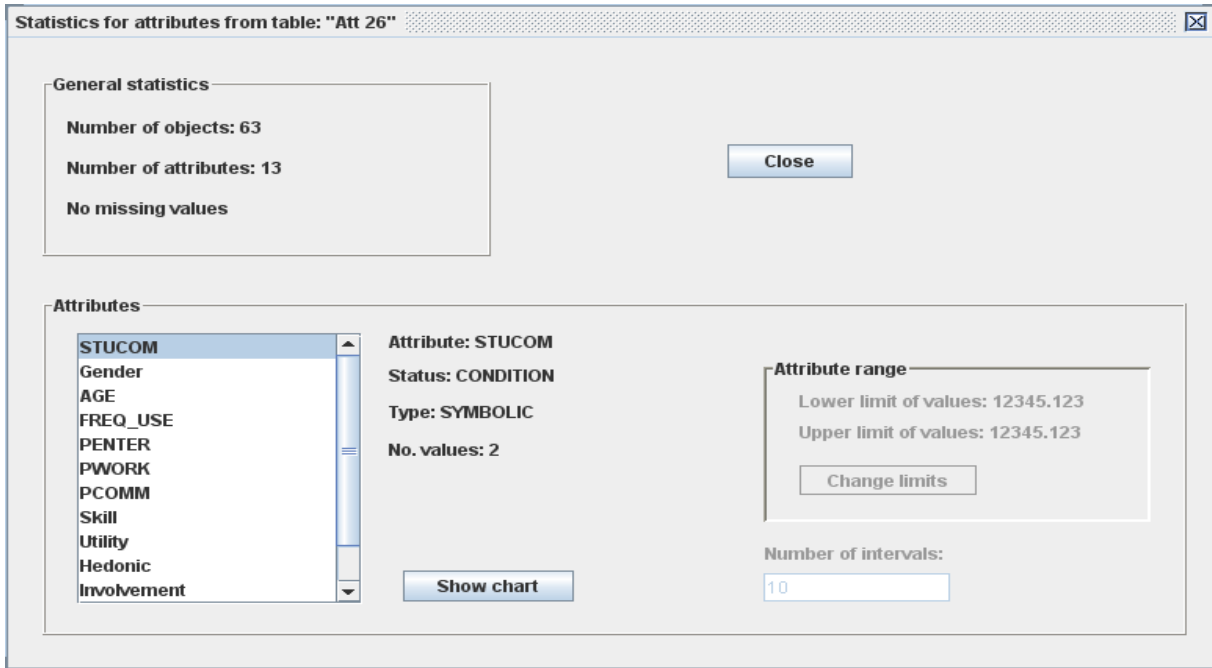 Statistics for attributes from table: "Att 26"
General statistics
Number of objects: 63
Number of attributes: 13
No missing values
Close
Attributes
STUCOM
Gender
AGE
FREQ_USE
PENTER
PWORK
PCOMM
Skill
Utility
Hedonic
Involvement
Attribute: STUCOM
Status: CONDITION
Type: SYMBOLIC
No. values: 2
Show chart
Attribute range
Lower limit of values: 12345.123
Upper limit of values: 12345.123
Change limits
Number of intervals:
10